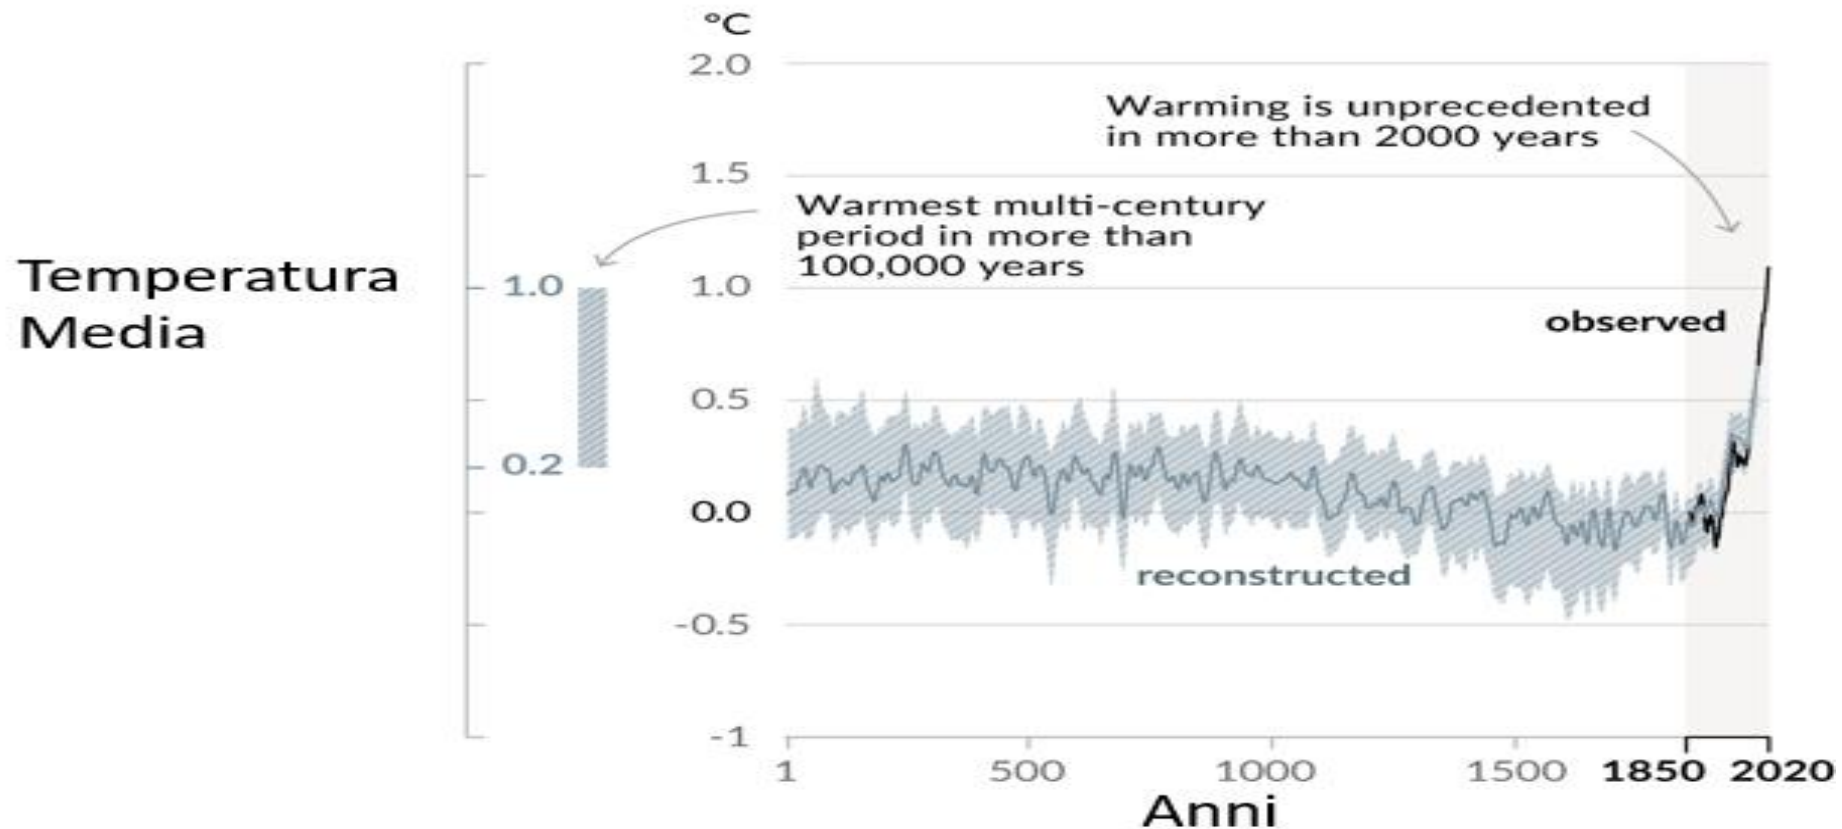 °C
2.0
Warming is unprecedented
in more than 2000 years
1.5
Warmest multi-century
period in more than
100,000 years
Temperatura
Media
1.0
1.0
observed
0.5
0.2
0.0
reconstructed
-0.5
-1
1 500 1000 1500 1850 2020
Anni